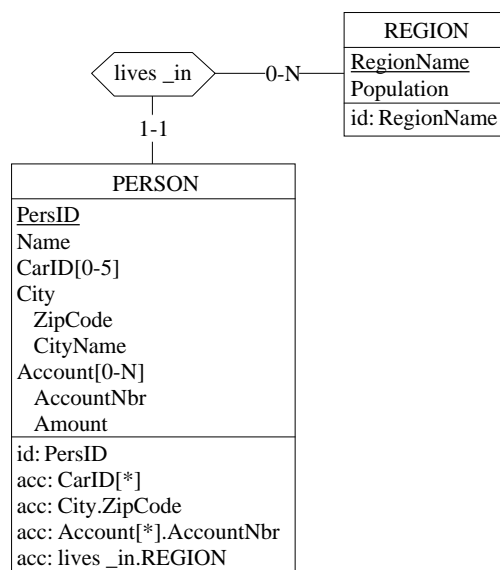 REGION
RegionName
Population
id: RegionName
lives _in
0-N
1-1
PERSON
PersID
Name
CarID[0-5]
City
ZipCode
CityName
Account[0-N]
AccountNbr
Amount
id: PersID
acc: CarID[*]
acc: City.ZipCode
acc: Account[*].AccountNbr
acc: lives _in.REGION